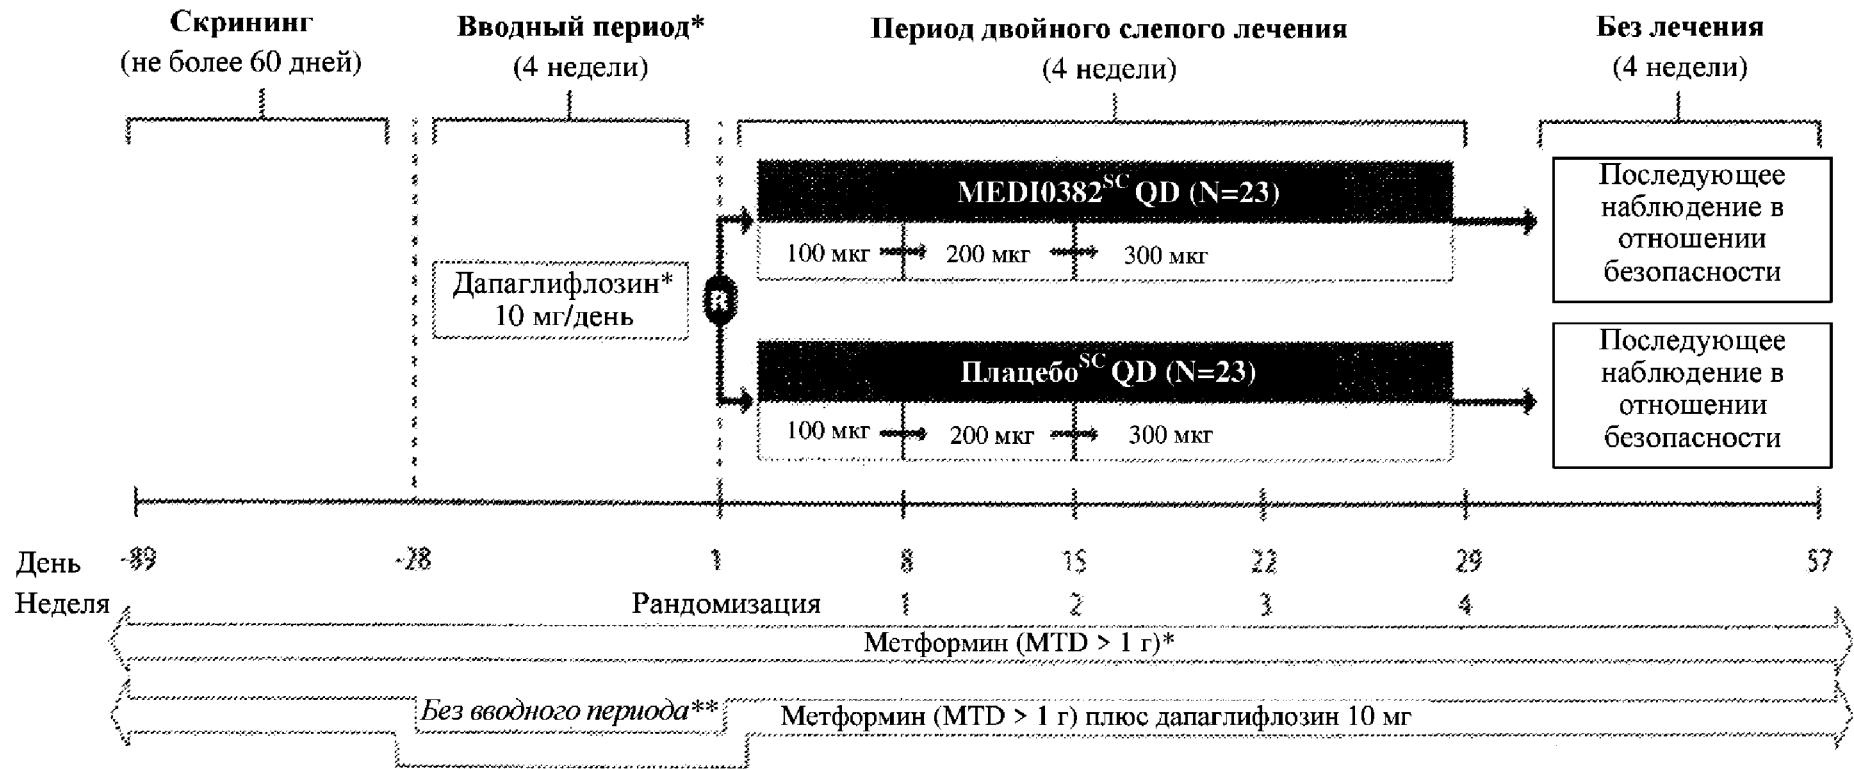 Скрининг
(не более 60 дней)
Вводный период*
(4 недели)
Период двойного слепого лечения
(4 недели)
Без лечения
(4 недели)
MEDI0382SC QD (N=23)
100 мкг
200 мкг
300 мкг
Последующее
наблюдение в
отношении
безопасности
Дапаглифлозин*
10 мг/день
ПлацебоSC QD (N=23)
100 мкг
200 мкг
300 мкг
Последующее
наблюдение в
отношении
безопасности
День -89 -28 1 8 15 22 29 57
Неделя Рандомизация 1 2 3 4
Метформин (MTD > 1 г)*
Без вводного периода**
Метформин (MTD > 1 г) плюс дапаглифлозин 10 мг